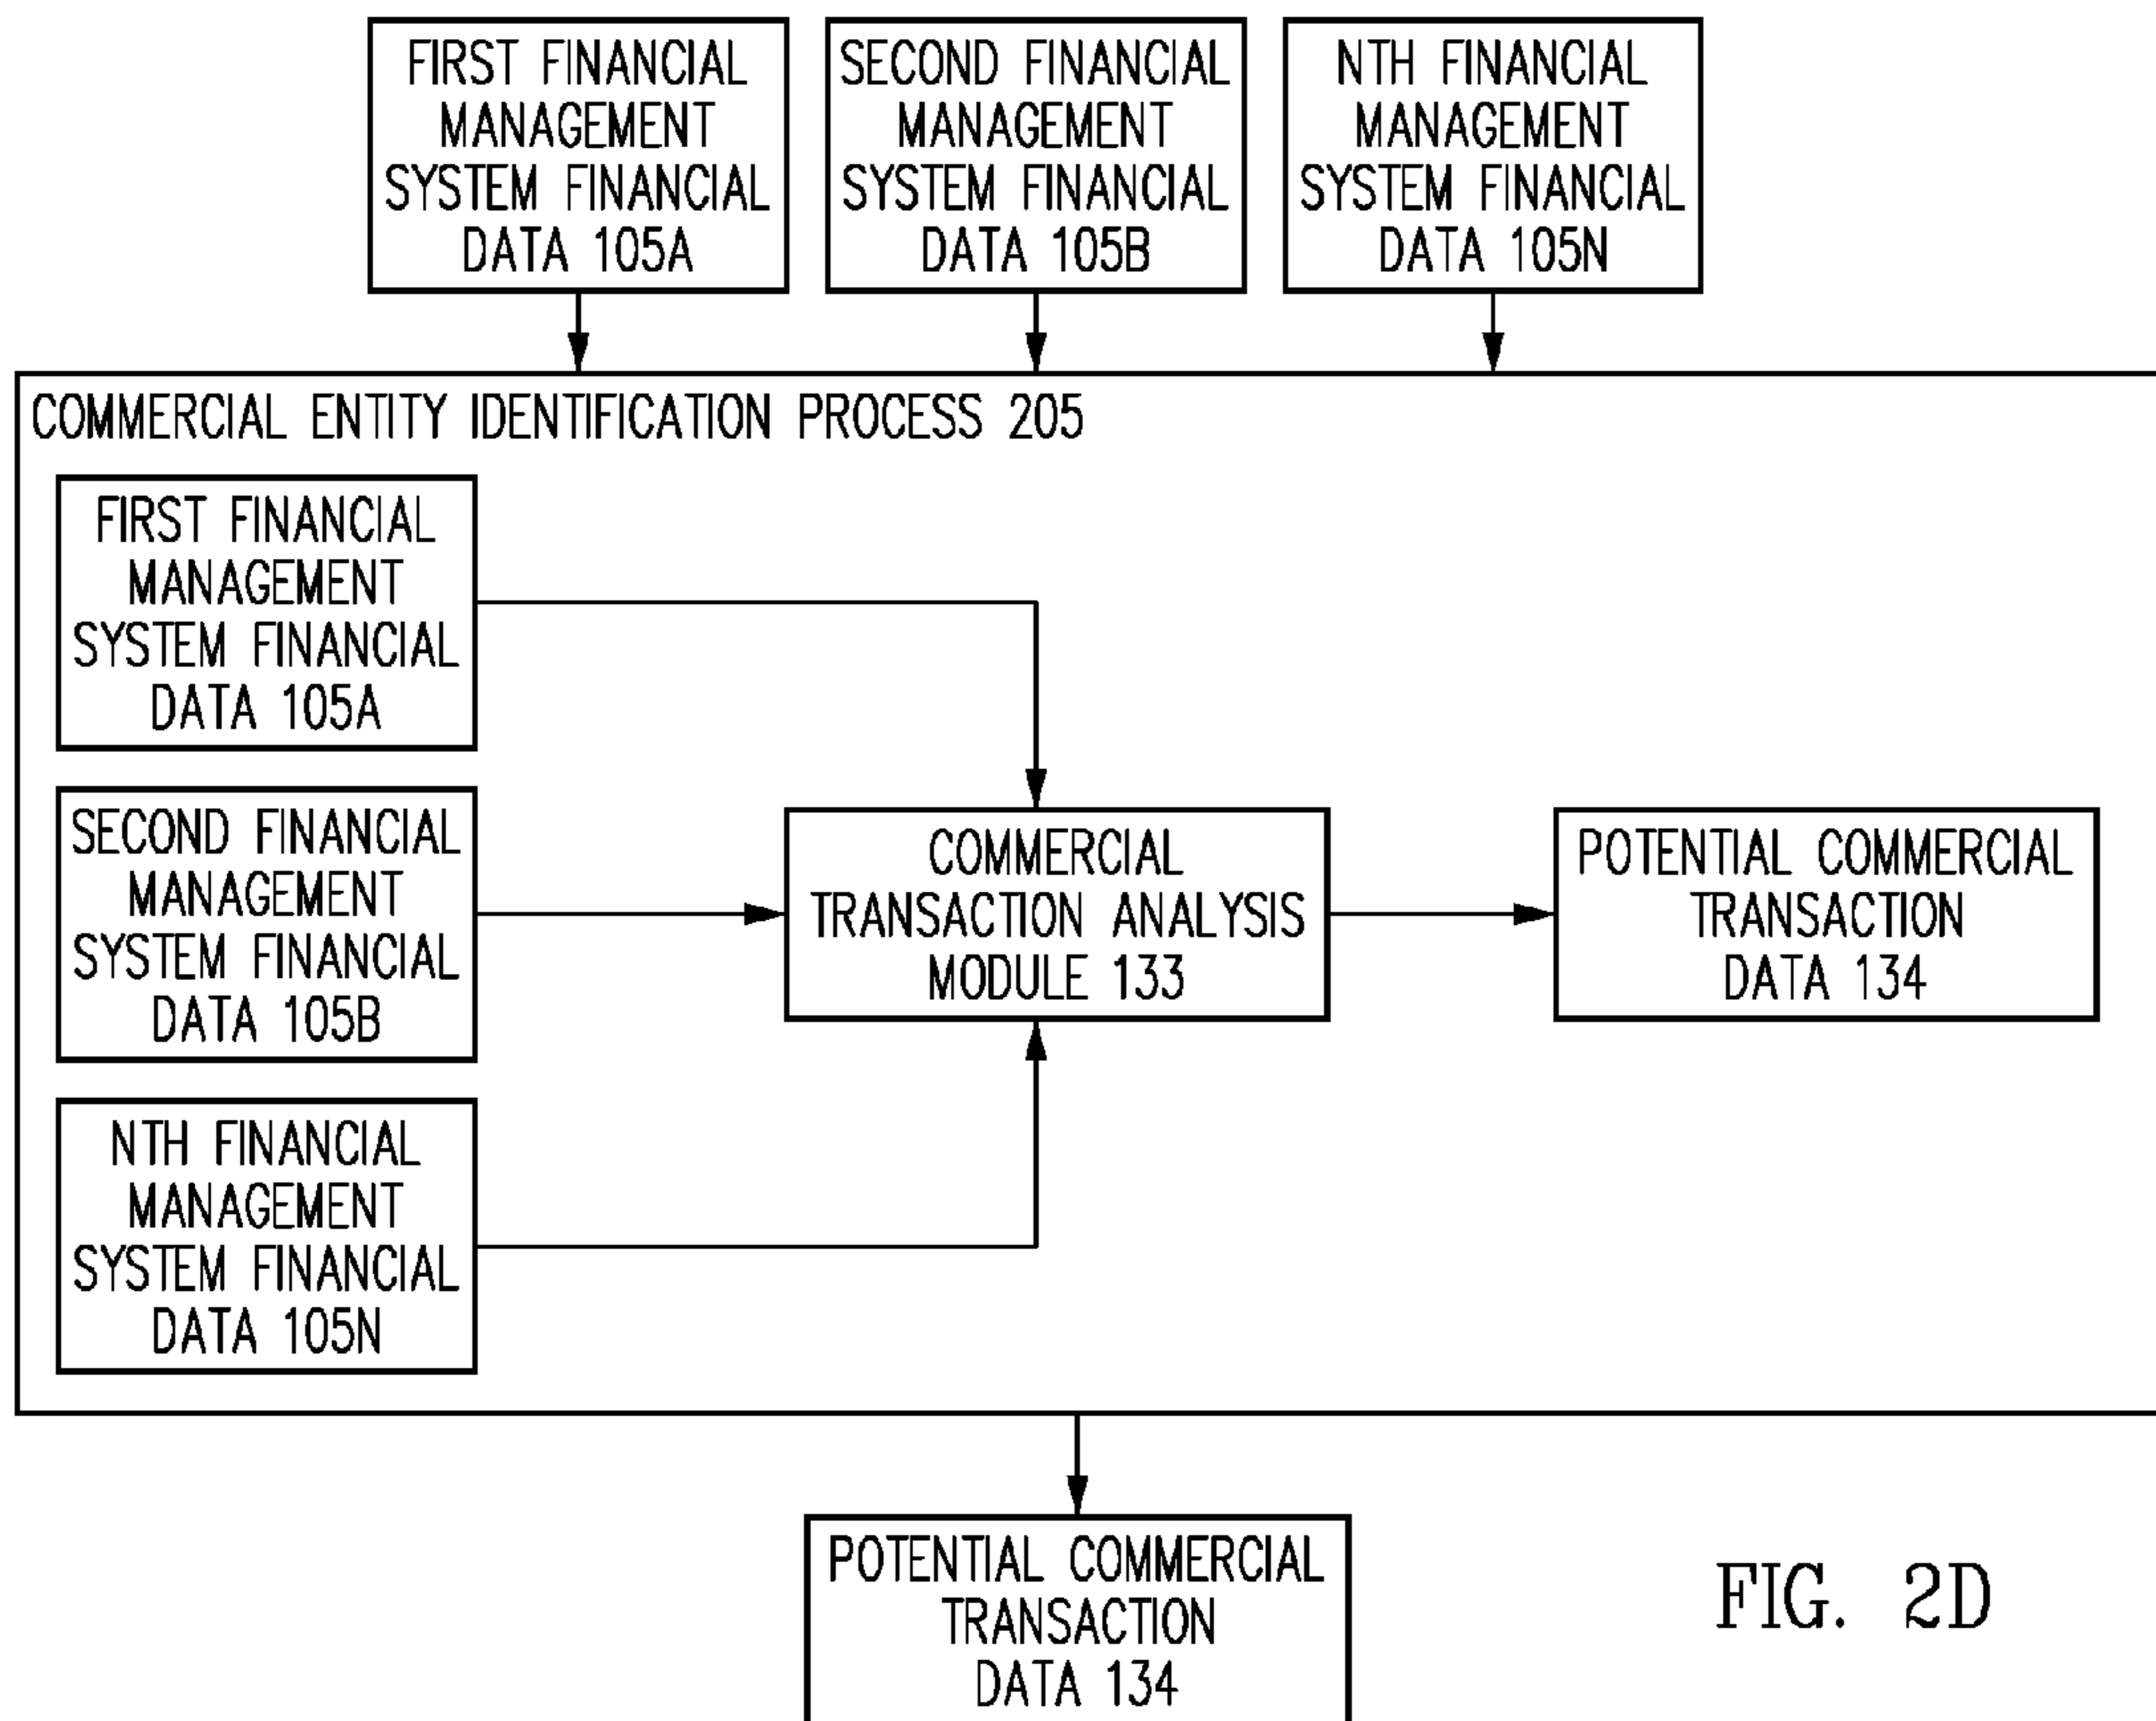 FIRST FINANCIAL
MANAGEMENT
SYSTEM FINANCIAL
DATA 105A
SECOND FINANCIAL
MANAGEMENT
SYSTEM FINANCIAL
DATA 105B
NTH FINANCIAL
MANAGEMENT
SYSTEM FINANCIAL
DATA 105N
COMMERCIAL ENTITY IDENTIFICATION PROCESS 205
FIRST FINANCIAL
MANAGEMENT
SYSTEM FINANCIAL
DATA 105A
SECOND FINANCIAL
MANAGEMENT
SYSTEM FINANCIAL
DATA 105B
NTH FINANCIAL
MANAGEMENT
SYSTEM FINANCIAL
DATA 105N
COMMERCIAL
TRANSACTION ANALYSIS
MODULE 133
POTENTIAL COMMERCIAL
TRANSACTION
DATA 134
POTENTIAL COMMERCIAL
TRANSACTION
DATA 134
FIG. 2D